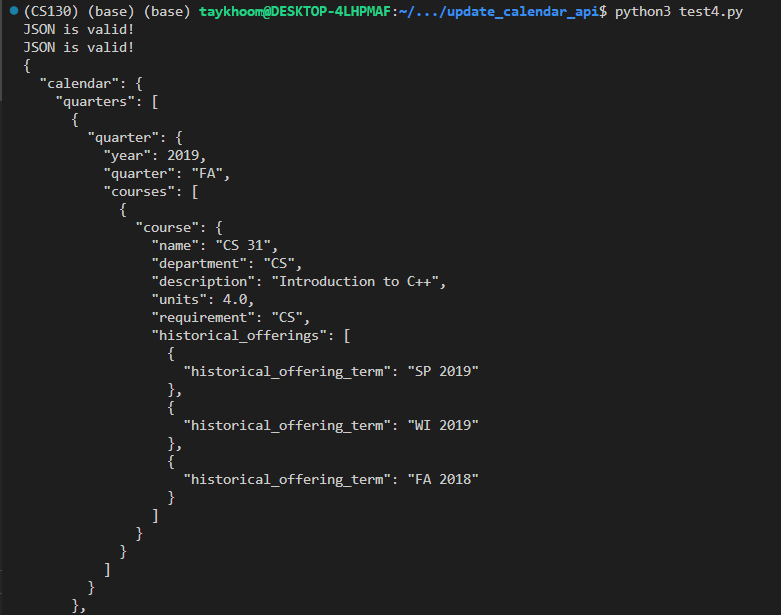 (CS130) (base) (base) taykhoom@DESKTOP-4LHPMAF:~/.../update_calendar_api$ python3 test4.py
JSON is valid!
JSON is valid!
{
  "calendar": {
    "quarters": [
      {
        "quarter": {
          "year": 2019,
          "quarter": "FA",
          "courses": [
            {
              "course": {
                "name": "CS 31",
                "department": "CS",
                "description": "Introduction to C++",
                "units": 4.0,
                "requirement": "CS",
                "historical_offerings": [
                  {
                    "historical_offering_term": "SP 2019"
                  },
                  {
                    "historical_offering_term": "WI 2019"
                  },
                  {
                    "historical_offering_term": "FA 2018"
                  }
                ]
              }
            }
          ]
        }
      },